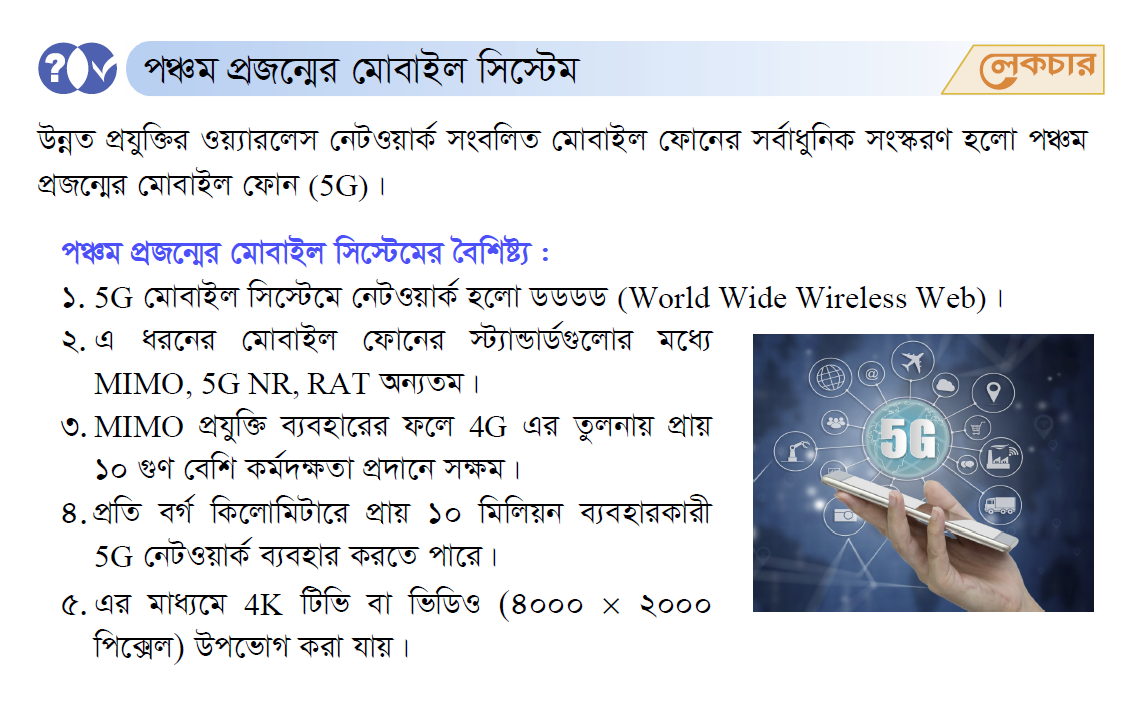 পঞ্চম প্রজন্মের মোবাইল সিস্টেম
লেকচার
উন্নত প্রযুক্তির ওয়্যারলেস নেটওয়ার্ক সংবলিত মোবাইল ফোনের সর্বাধুনিক সংস্করণ হলো পঞ্চম
প্রজন্মের মোবাইল ফোন (5G)।
পঞ্চম প্রজন্মের মোবাইল সিস্টেমের বৈশিষ্ট্য :
১. 5G মোবাইল সিস্টেমে নেটওয়ার্ক হলো ডডডড (World Wide Wireless Web)।
২. এ ধরনের মোবাইল ফোনের স্ট্যান্ডার্ডগুলোর মধ্যে
MIMO, 5G NR, RAT অন্যতম।
৩. MIMO প্রযুক্তি ব্যবহারের ফলে 4G এর তুলনায় প্রায়
১০ গুণ বেশি কর্মদক্ষতা প্রদানে সক্ষম।
৪. প্রতি বর্গ কিলোমিটারে প্রায় ১০ মিলিয়ন ব্যবহারকারী
5G নেটওয়ার্ক ব্যবহার করতে পারে।
৫. এর মাধ্যমে 4K টিভি বা ভিডিও (৪০০০ × ২০০০
পিক্সেল) উপভোগ করা যায়।
5G